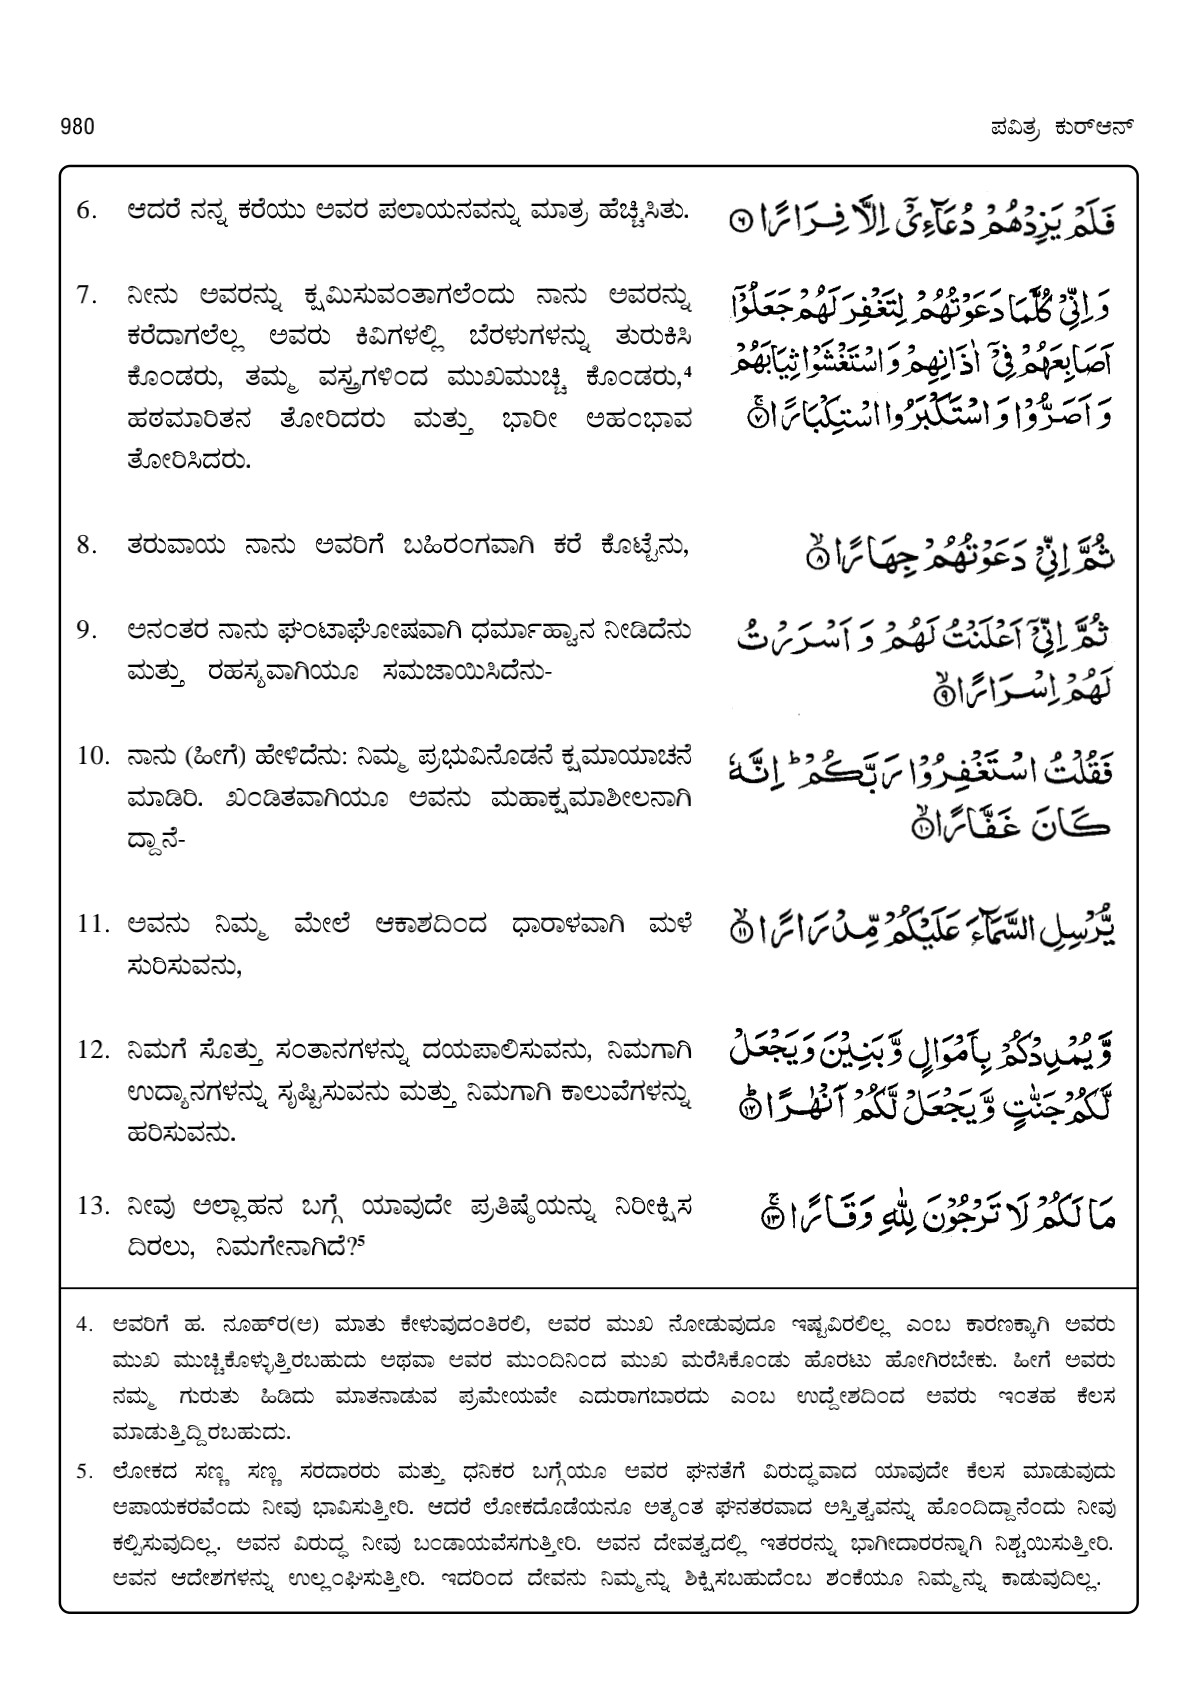 980
ಪವಿತ್ರ ಕುರ್‌ಆನ್
6. ಆದರೆ ನನ್ನ ಕರೆಯು ಅವರ ಪಲಾಯನವನ್ನು ಮಾತ್ರ ಹೆಚ್ಚಿಸಿತು.
فَلَمْ يَزِدْهُمْ دُعَآءِيْٓ اِلَّا فِرَارًا ۝٦
7. ನೀನು ಅವರನ್ನು ಕ್ಷಮಿಸುವಂತಾಗಲೆಂದು ನಾನು ಅವರನ್ನು
ಕರೆದಾಗಲೆಲ್ಲ ಅವರು ಕಿವಿಗಳಲ್ಲಿ ಬೆರಳುಗಳನ್ನು ತುರುಕಿಸಿ
ಕೊಂಡರು, ತಮ್ಮ ವಸ್ತ್ರಗಳಿಂದ ಮುಖಮುಚ್ಚಿ ಕೊಂಡರು,⁴
ಹಠಮಾರಿತನ ತೋರಿದರು ಮತ್ತು ಭಾರೀ ಅಹಂಭಾವ
ತೋರಿಸಿದರು.
وَاِنِّيْ كُلَّمَا دَعَوْتُهُمْ لِتَغْفِرَ لَهُمْ جَعَلُوْٓا
اَصَابِعَهُمْ فِيْٓ اٰذَانِهِمْ وَاسْتَغْشَوْا ثِيَابَهُمْ
وَاَصَرُّوْا وَاسْتَكْبَرُوا اسْتِكْبَارًا ۝٧ۚ
8. ತರುವಾಯ ನಾನು ಅವರಿಗೆ ಬಹಿರಂಗವಾಗಿ ಕರೆ ಕೊಟ್ಟೆನು,
ثُمَّ اِنِّيْ دَعَوْتُهُمْ جِهَارًا ۝٨ۙ
9. ಅನಂತರ ನಾನು ಘಂಟಾಘೋಷವಾಗಿ ಧರ್ಮಾಹ್ವಾನ ನೀಡಿದೆನು
ಮತ್ತು ರಹಸ್ಯವಾಗಿಯೂ ಸಮಜಾಯಿಸಿದೆನು-
ثُمَّ اِنِّيْٓ اَعْلَنْتُ لَهُمْ وَاَسْرَرْتُ
لَهُمْ اِسْرَارًا ۝٩ۙ
10. ನಾನು (ಹೀಗೆ) ಹೇಳಿದೆನು: ನಿಮ್ಮ ಪ್ರಭುವಿನೊಡನೆ ಕ್ಷಮಾಯಾಚನೆ
ಮಾಡಿರಿ. ಖಂಡಿತವಾಗಿಯೂ ಅವನು ಮಹಾಕ್ಷಮಾಶೀಲನಾಗಿ
ದ್ದಾನೆ-
فَقُلْتُ اسْتَغْفِرُوْا رَبَّكُمْ ۭ اِنَّهٗ
كَانَ غَفَّارًا ۝١٠ۙ
11. ಅವನು ನಿಮ್ಮ ಮೇಲೆ ಆಕಾಶದಿಂದ ಧಾರಾಳವಾಗಿ ಮಳೆ
ಸುರಿಸುವನು,
يُّرْسِلِ السَّمَآءَ عَلَيْكُمْ مِّدْرَارًا ۝١١ۙ
12. ನಿಮಗೆ ಸೊತ್ತು ಸಂತಾನಗಳನ್ನು ದಯಪಾಲಿಸುವನು, ನಿಮಗಾಗಿ
ಉದ್ಯಾನಗಳನ್ನು ಸೃಷ್ಟಿಸುವನು ಮತ್ತು ನಿಮಗಾಗಿ ಕಾಲುವೆಗಳನ್ನು
ಹರಿಸುವನು.
وَّيُمْدِدْكُمْ بِاَمْوَالٍ وَّبَنِيْنَ وَيَجْعَلْ
لَّكُمْ جَنّٰتٍ وَّيَجْعَلْ لَّكُمْ اَنْهٰرًا ۝١٢ۭ
13. ನೀವು ಅಲ್ಲಾಹನ ಬಗ್ಗೆ ಯಾವುದೇ ಪ್ರತಿಷ್ಠೆಯನ್ನು ನಿರೀಕ್ಷಿಸ
ದಿರಲು, ನಿಮಗೇನಾಗಿದೆ?⁵
مَا لَكُمْ لَا تَرْجُوْنَ لِلّٰهِ وَقَارًا ۝١٣ۚ
4. ಅವರಿಗೆ ಹ. ನೂಹ್‌ರ(ಆ) ಮಾತು ಕೇಳುವುದಂತಿರಲಿ, ಅವರ ಮುಖ ನೋಡುವುದೂ ಇಷ್ಟವಿರಲಿಲ್ಲ ಎಂಬ ಕಾರಣಕ್ಕಾಗಿ ಅವರು
ಮುಖ ಮುಚ್ಚಿಕೊಳ್ಳುತ್ತಿರಬಹುದು ಅಥವಾ ಅವರ ಮುಂದಿನಿಂದ ಮುಖ ಮರೆಸಿಕೊಂಡು ಹೊರಟು ಹೋಗಿರಬೇಕು. ಹೀಗೆ ಅವರು
ನಮ್ಮ ಗುರುತು ಹಿಡಿದು ಮಾತನಾಡುವ ಪ್ರಮೇಯವೇ ಎದುರಾಗಬಾರದು ಎಂಬ ಉದ್ದೇಶದಿಂದ ಅವರು ಇಂತಹ ಕೆಲಸ
ಮಾಡುತ್ತಿದ್ದಿರಬಹುದು.
5. ಲೋಕದ ಸಣ್ಣ ಸಣ್ಣ ಸರದಾರರು ಮತ್ತು ಧನಿಕರ ಬಗ್ಗೆಯೂ ಅವರ ಘನತೆಗೆ ವಿರುದ್ಧವಾದ ಯಾವುದೇ ಕೆಲಸ ಮಾಡುವುದು
ಅಪಾಯಕರವೆಂದು ನೀವು ಭಾವಿಸುತ್ತೀರಿ. ಆದರೆ ಲೋಕದೊಡೆಯನೂ ಅತ್ಯಂತ ಘನತರವಾದ ಅಸ್ತಿತ್ವವನ್ನು ಹೊಂದಿದ್ದಾನೆಂದು ನೀವು
ಕಲ್ಪಿಸುವುದಿಲ್ಲ. ಅವನ ವಿರುದ್ಧ ನೀವು ಬಂಡಾಯವೆಸಗುತ್ತೀರಿ. ಅವನ ದೇವತ್ವದಲ್ಲಿ ಇತರರನ್ನು ಭಾಗೀದಾರರನ್ನಾಗಿ ನಿಶ್ಚಯಿಸುತ್ತೀರಿ.
ಅವನ ಆದೇಶಗಳನ್ನು ಉಲ್ಲಂಘಿಸುತ್ತೀರಿ. ಇದರಿಂದ ದೇವನು ನಿಮ್ಮನ್ನು ಶಿಕ್ಷಿಸಬಹುದೆಂಬ ಶಂಕೆಯೂ ನಿಮ್ಮನ್ನು ಕಾಡುವುದಿಲ್ಲ.